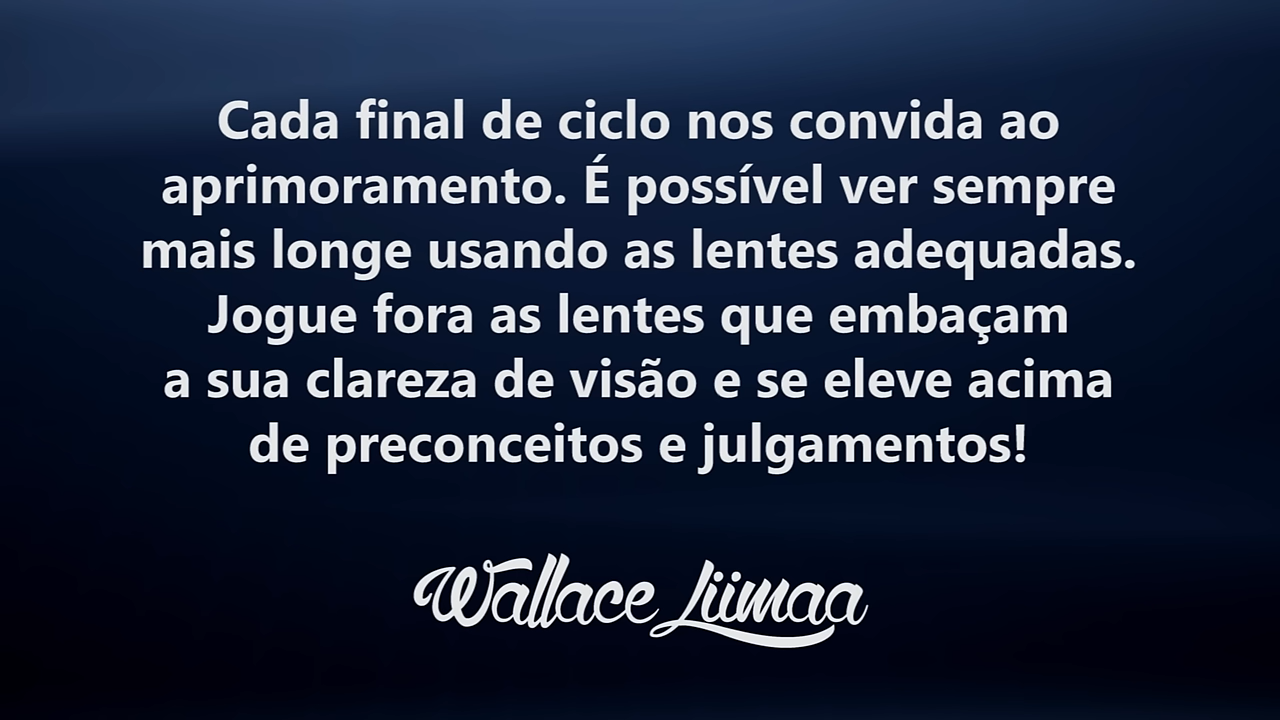 Cada final de ciclo nos convida ao
aprimoramento. É possível ver sempre
mais longe usando as lentes adequadas.
Jogue fora as lentes que embaçam
a sua clareza de visão e se eleve acima
de preconceitos e julgamentos!
Wallace Liimaa